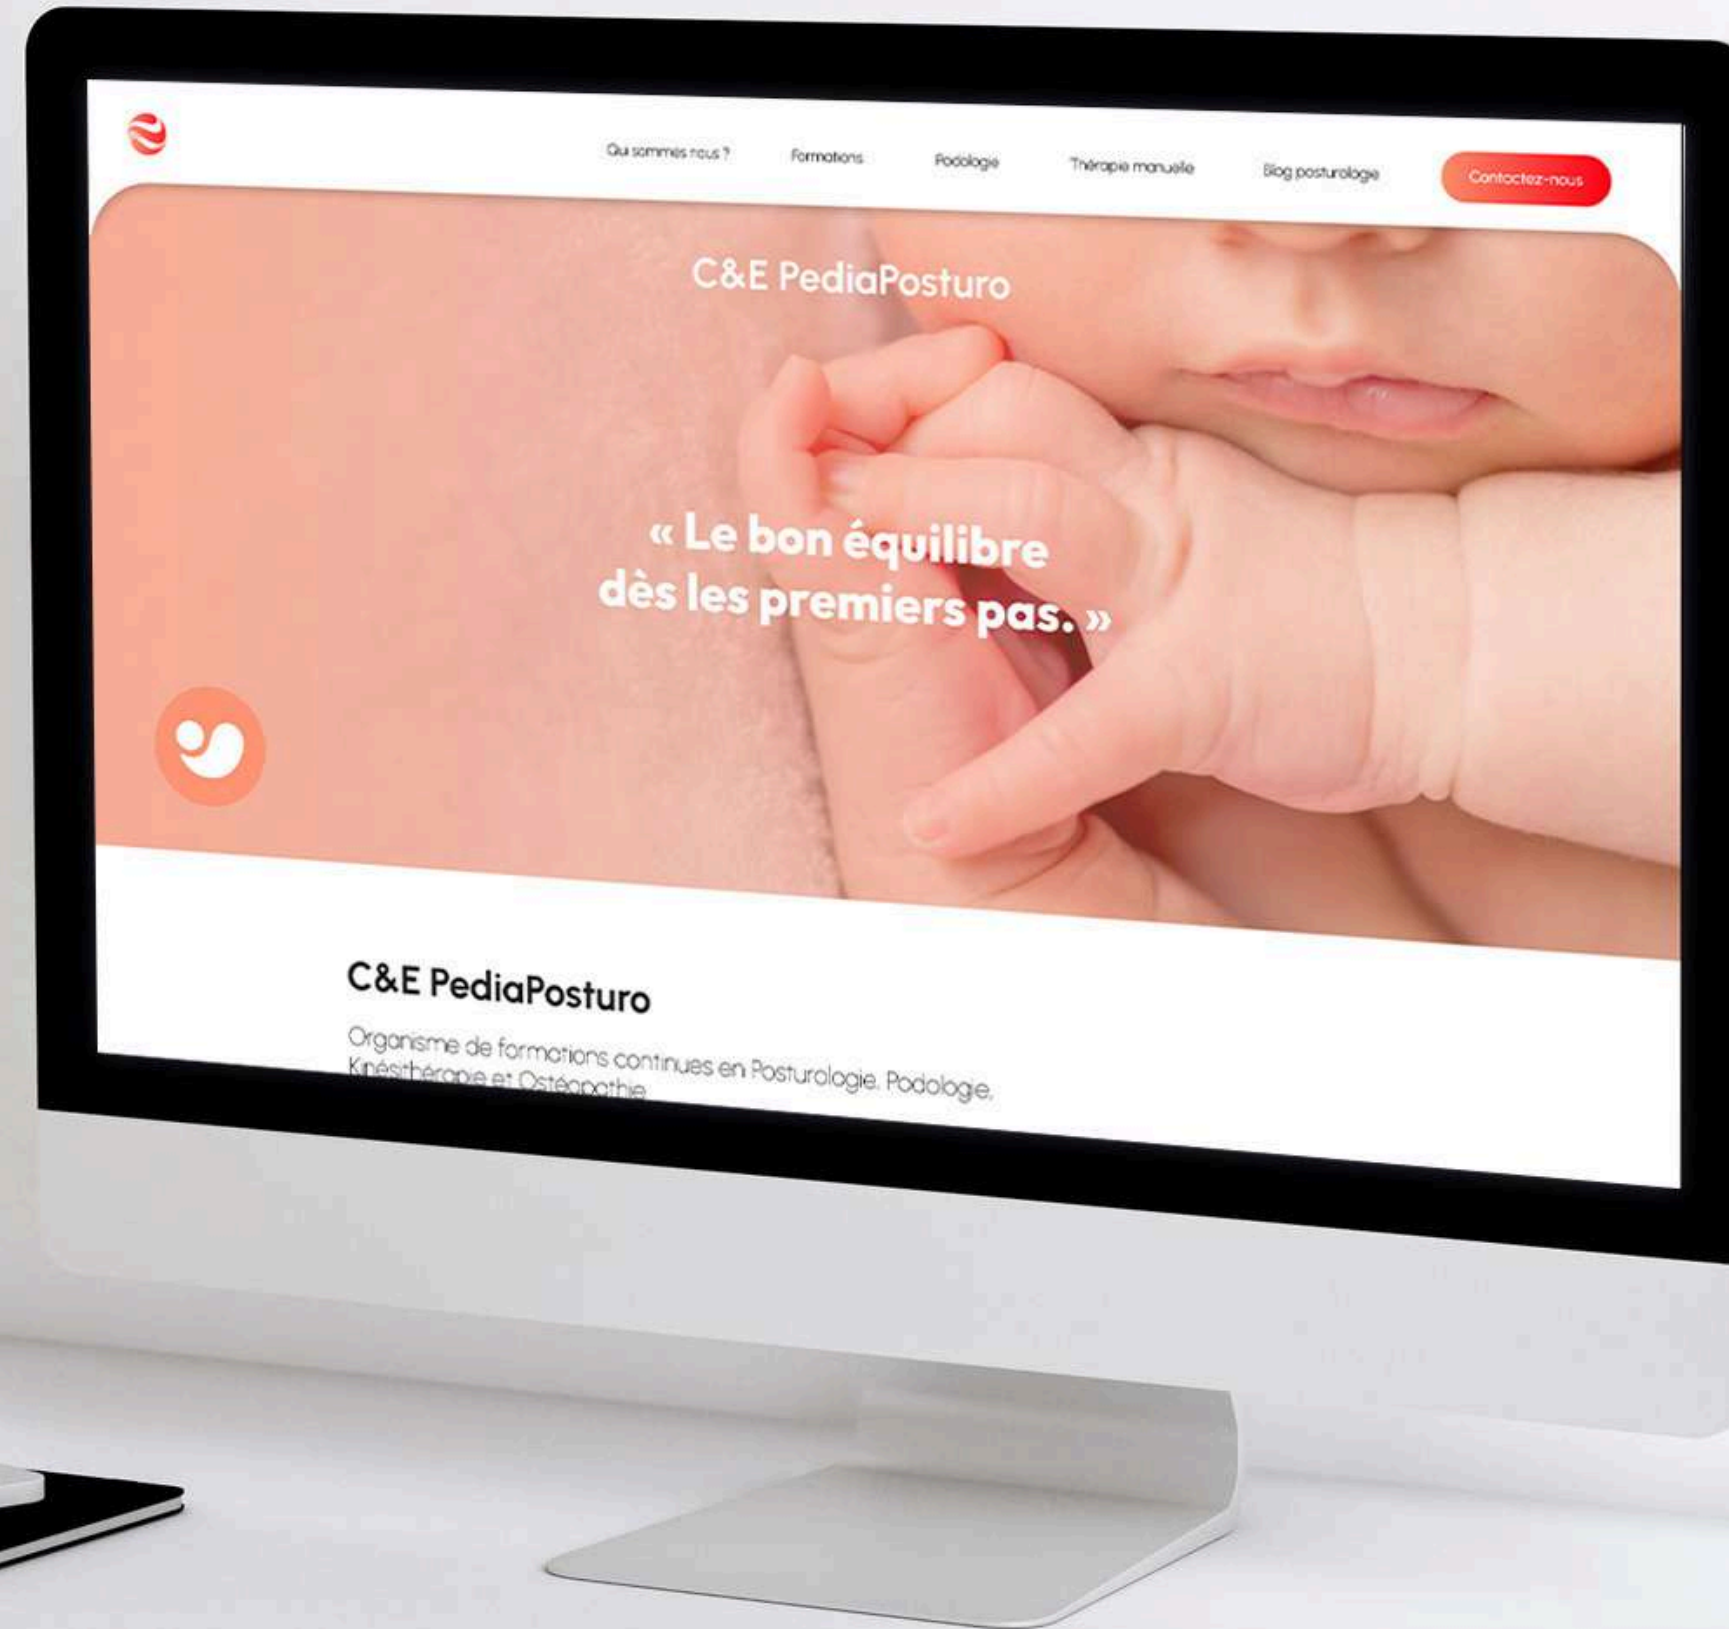 Qui sommes nous ?
Formations
Podologie
Thérapie manuelle
Blog posturologie
Contactez-nous
C&E PediaPosturo
« Le bon équilibre
dès les premiers pas. »
C&E PediaPosturo
Organisme de formations continues en Posturologie, Podologie,
Kinésithérapie et Ostéopathie